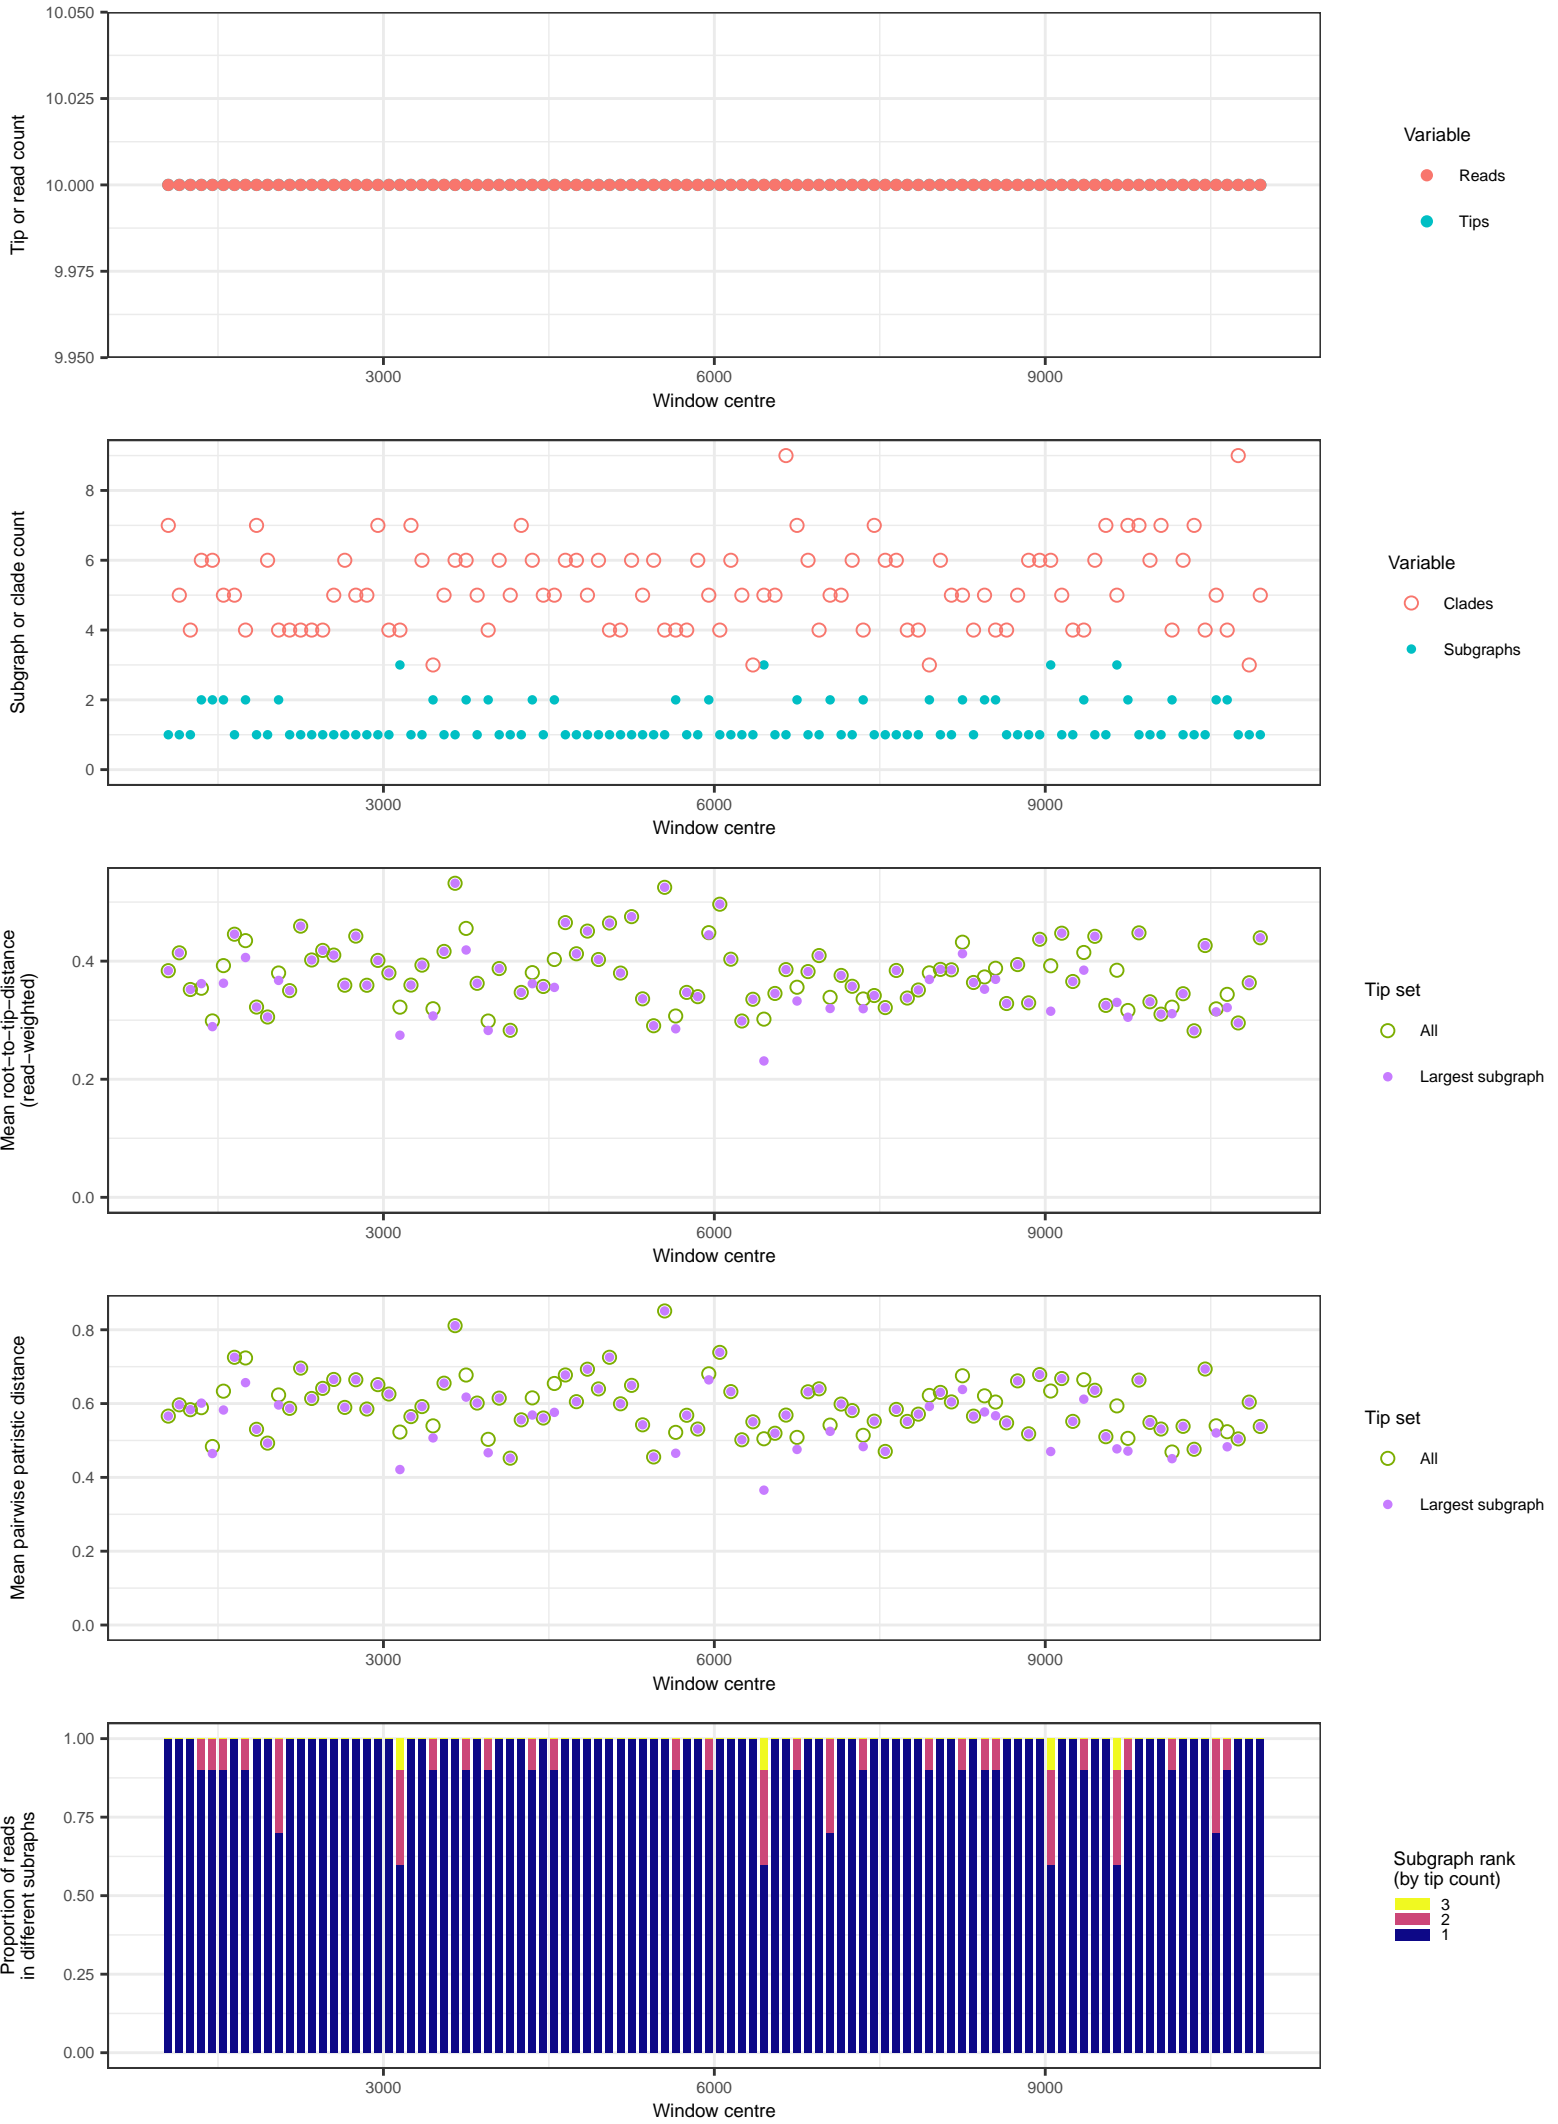 10.050
10.025
10.000
9.975
9.950
Tip or read count
3000 6000 9000
Window centre
Variable
Reads
Tips
8
6
4
2
0
Subgraph or clade count
3000 6000 9000
Window centre
Variable
Clades
Subgraphs
0.4
0.2
0.0
Mean root−to−tip−distance
(read−weighted)
3000 6000 9000
Window centre
Tip set
All
Largest subgraph
0.8
0.6
0.4
0.2
0.0
Mean pairwise patristic distance
3000 6000 9000
Window centre
Tip set
All
Largest subgraph
1.00
0.75
0.50
0.25
0.00
Proportion of reads
in different subraphs
3000 6000 9000
Window centre
Subgraph rank
(by tip count)
3
2
1